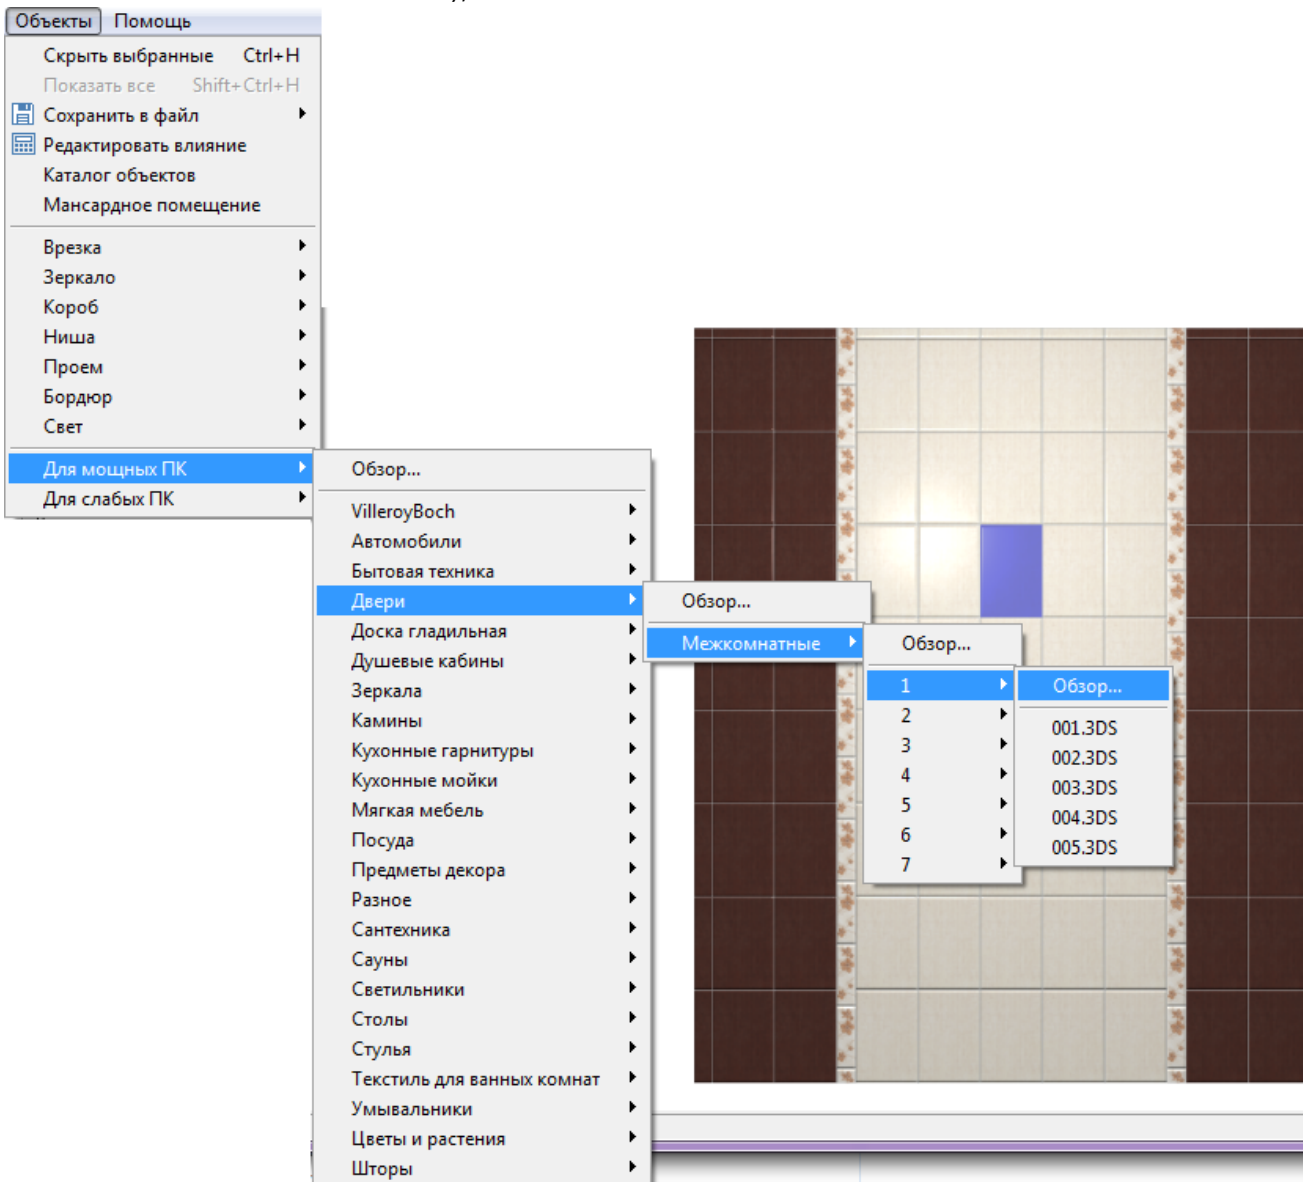 Объекты Помощь
Скрыть выбранные Ctrl+H
Показать все Shift+Ctrl+H
Сохранить в файл
Редактировать влияние
Каталог объектов
Мансардное помещение
Врезка
Зеркало
Короб
Ниша
Проем
Бордюр
Свет
Для мощных ПК
Для слабых ПК
Обзор...
VilleroyBoch
Автомобили
Бытовая техника
Двери
Доска гладильная
Душевые кабины
Зеркала
Камины
Кухонные гарнитуры
Кухонные мойки
Мягкая мебель
Посуда
Предметы декора
Разное
Сантехника
Сауны
Светильники
Столы
Стулья
Текстиль для ванных комнат
Умывальники
Цветы и растения
Шторы
Обзор...
Межкомнатные
Обзор...
1
2
3
4
5
6
7
Обзор...
001.3DS
002.3DS
003.3DS
004.3DS
005.3DS